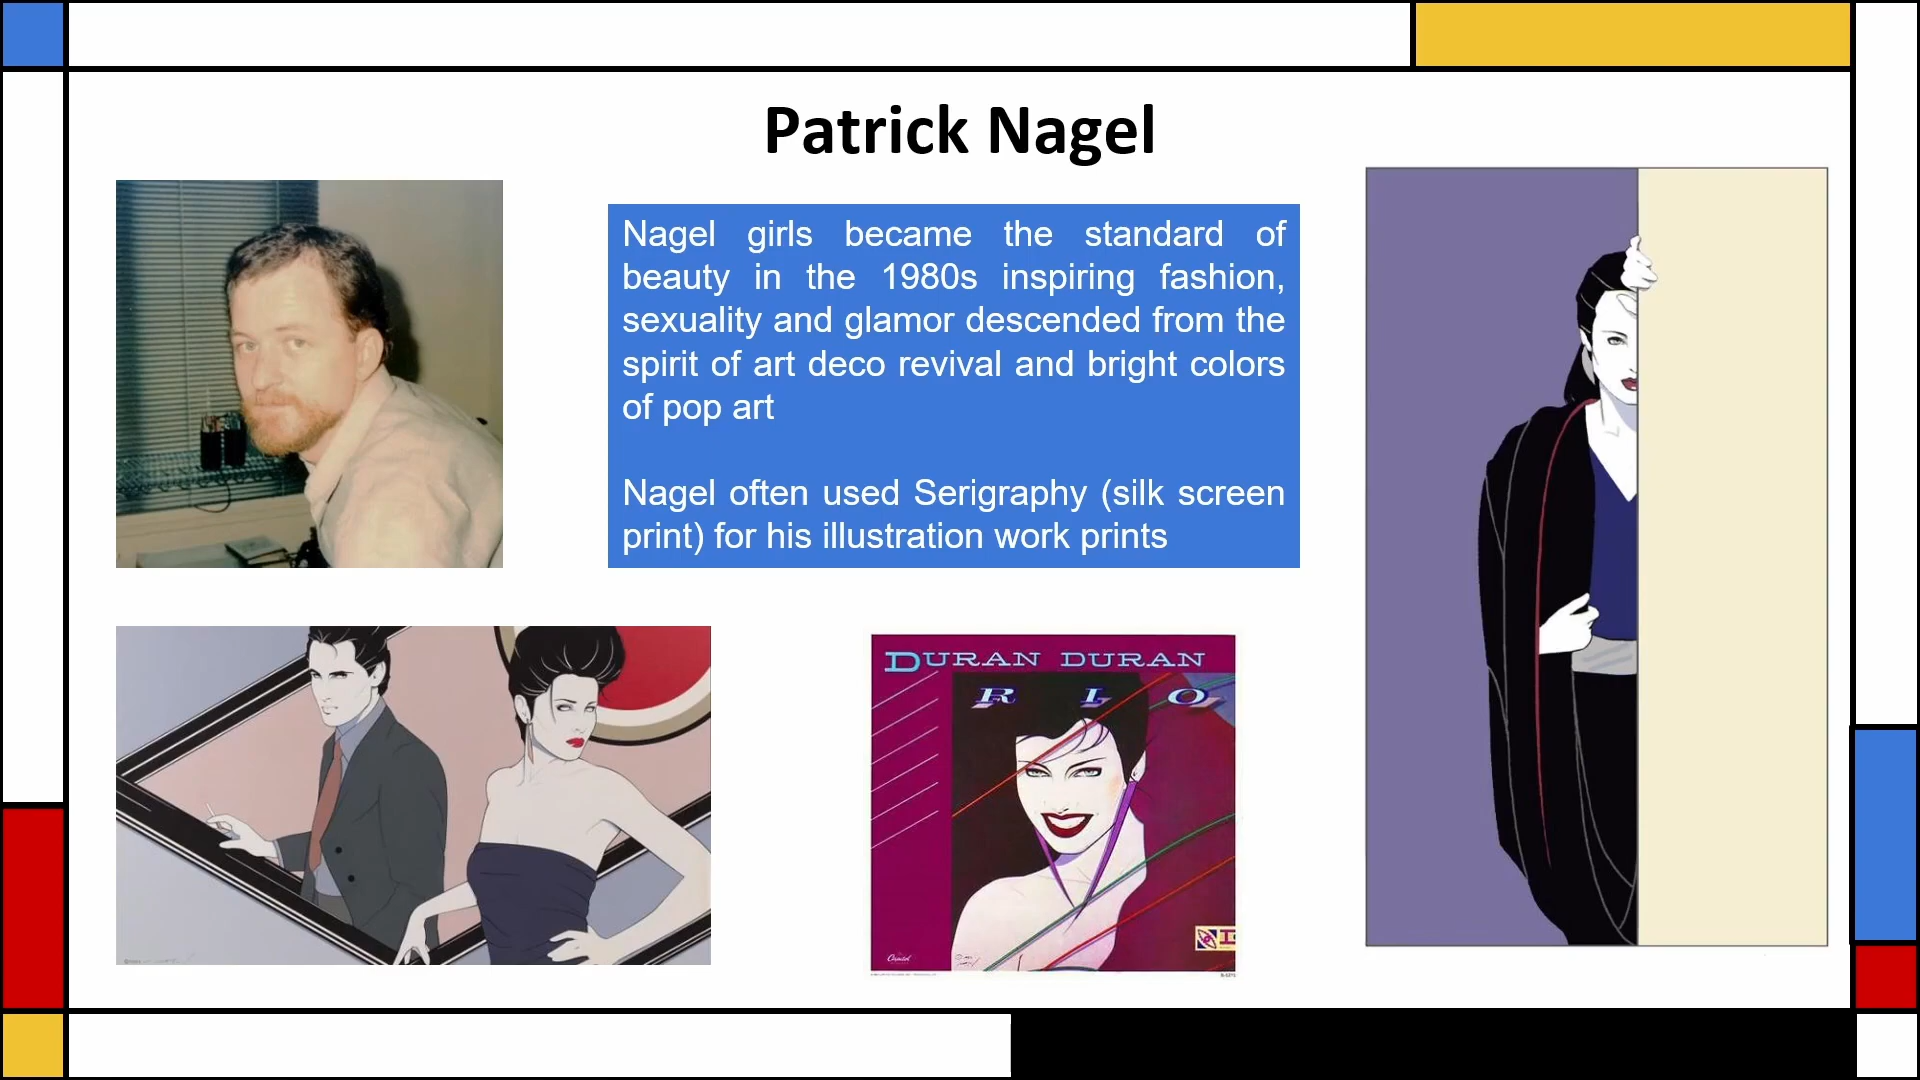 Patrick Nagel
Nagel girls became the standard of
beauty in the 1980s inspiring fashion,
sexuality and glamor descended from the
spirit of art deco revival and bright colors
of pop art
Nagel often used Serigraphy (silk screen
print) for his illustration work prints
DURAN DURAN
RIO
Capitol